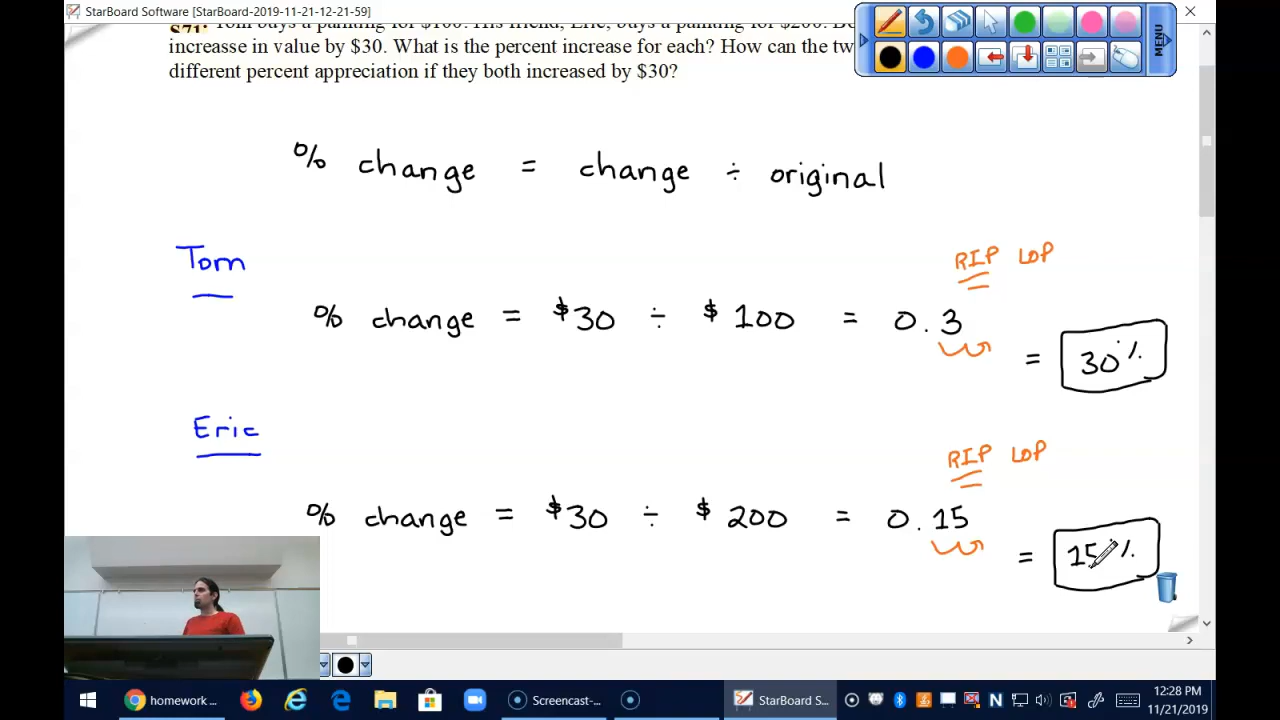 StarBoard Software [StarBoard-2019-11-21-12-21-59]
increasse in value by $30. What is the percent increase for each? How can the tw
different percent appreciation if they both increased by $30?
MENU
% change = change ÷ original
Tom
RIP LOP
% change = $30 ÷ $100 = 0.3
= 30%
Eric
RIP LOP
% change = $30 ÷ $200 = 0.15
= 15%
homework
Screencast-...
StarBoard S...
12:28 PM
11/21/2019